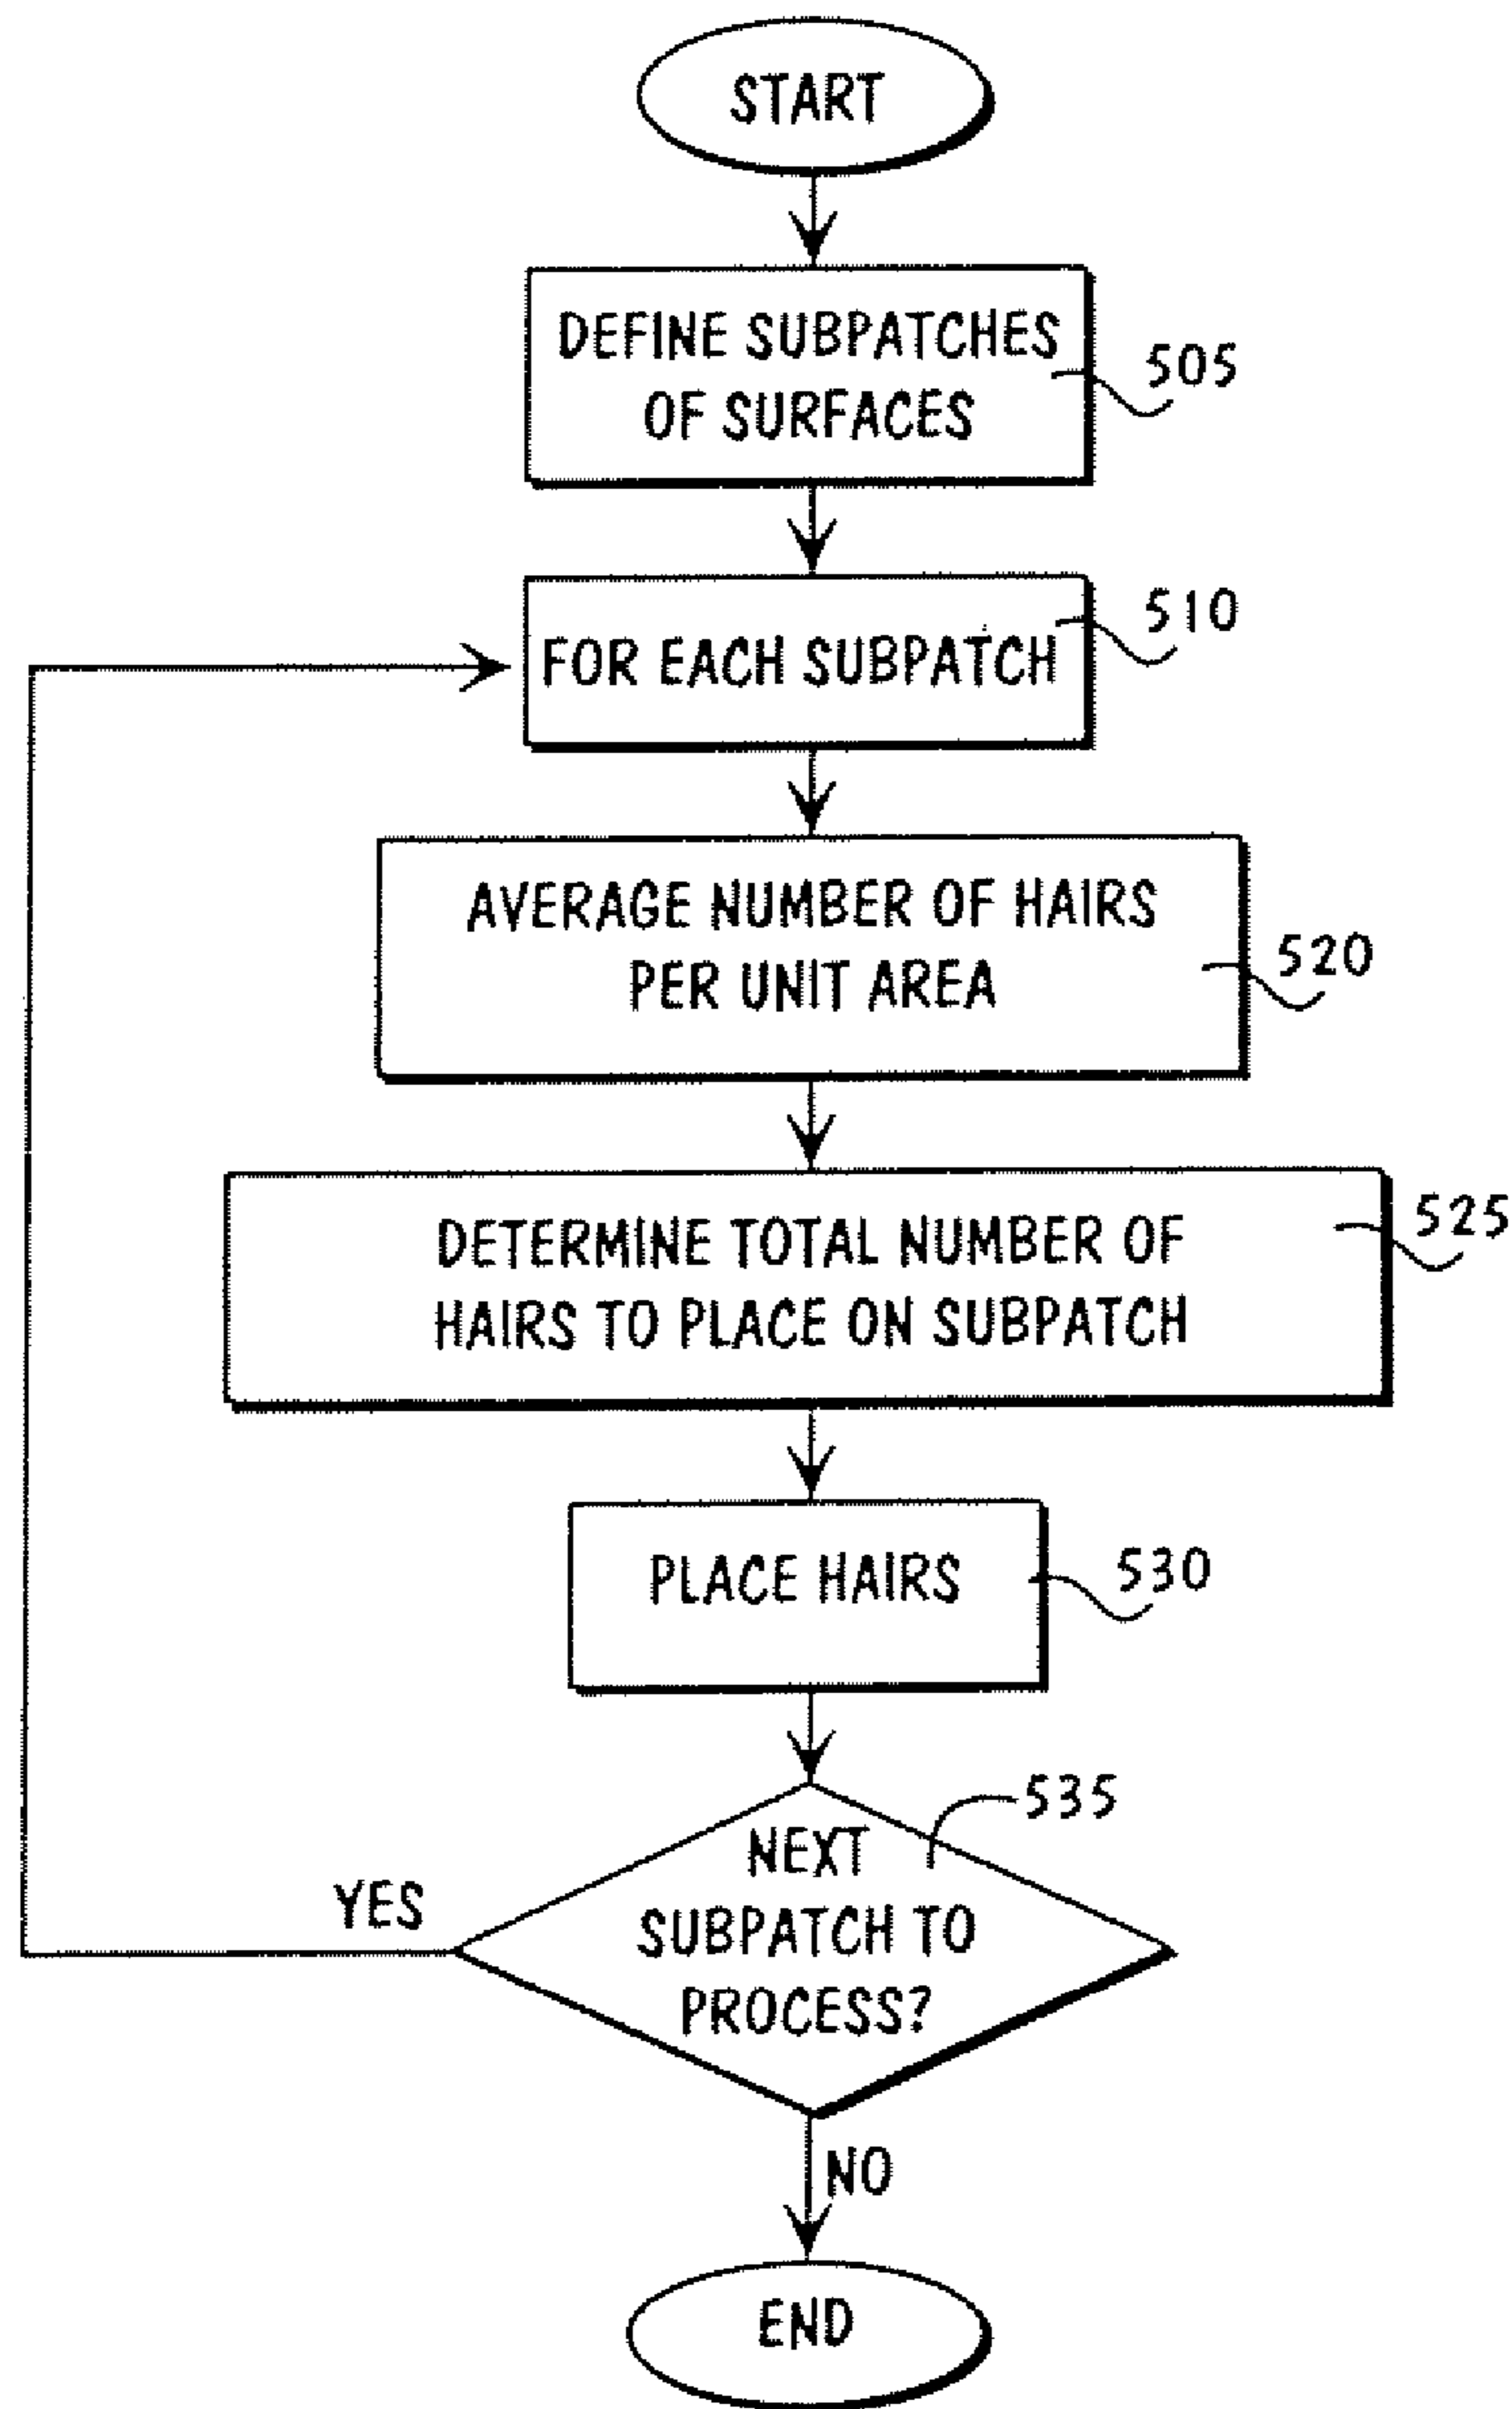 START
DEFINE SUBPATCHES
OF SURFACES
505
FOR EACH SUBPATCH
510
AVERAGE NUMBER OF HAIRS
PER UNIT AREA
520
DETERMINE TOTAL NUMBER OF
HAIRS TO PLACE ON SUBPATCH
525
PLACE HAIRS
530
NEXT
SUBPATCH TO
PROCESS?
535
YES
NO
END